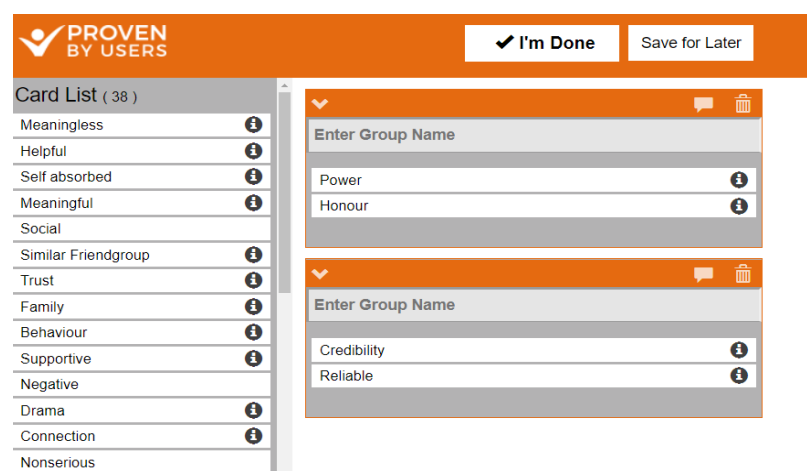 PROVEN
BY USERS
I'm Done
Save for Later
Card List ( 38 )
Meaningless
Helpful
Self absorbed
Meaningful
Social
Similar Friendgroup
Trust
Family
Behaviour
Supportive
Negative
Drama
Connection
Nonserious
Enter Group Name
Power
Honour
Enter Group Name
Credibility
Reliable